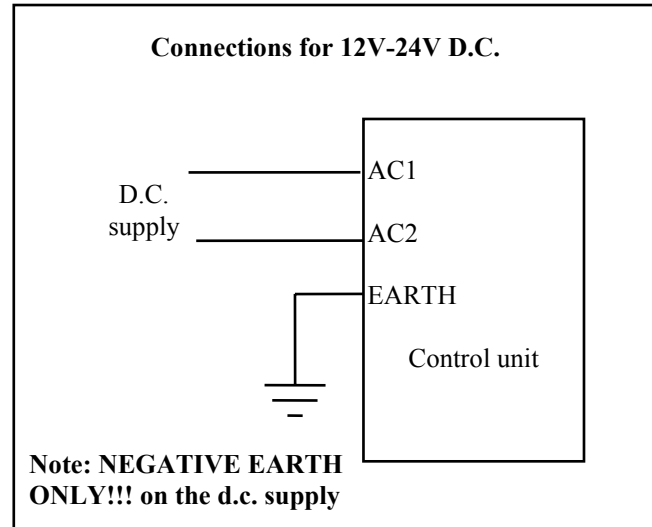 Connections for 12V-24V D.C.
AC1
D.C.
supply
AC2
EARTH
Control unit
Note: NEGATIVE EARTH
ONLY!!! on the d.c. supply